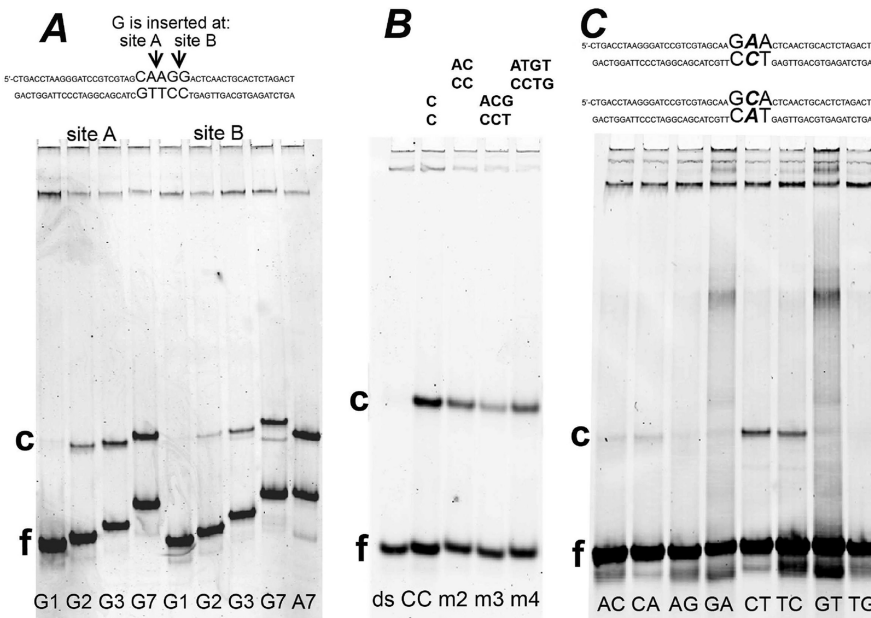 A
G is inserted at:
site A site B
5'-CTGACCTAAGGGATCCGTCGTAGCAAGGACTCAACTGCACTCTAGACT
GACTGGATTCCCTAGGCAGCATCGTTCCTGAGTTGACGTGAGATCTGA
site A site B
c
f
G1 G2 G3 G7 G1 G2 G3 G7 A7
B
AC ATGT
CC CCTG
C ACG
C CCT
c
f
ds CC m2 m3 m4
C
5'-CTGACCTAAGGGATCCGTCGTAGCAAGAACTCAACTGCACTCTAGACT
GACTGGATTCCCTAGGCAGCATCGTTCCTGAGTTGACGTGAGATCTGA
5'-CTGACCTAAGGGATCCGTCGTAGCAAGCACTCAACTGCACTCTAGACT
GACTGGATTCCCTAGGCAGCATCGTTCATGAGTTGACGTGAGATCTGA
c
f
AC CA AG GA CT TC GT TG